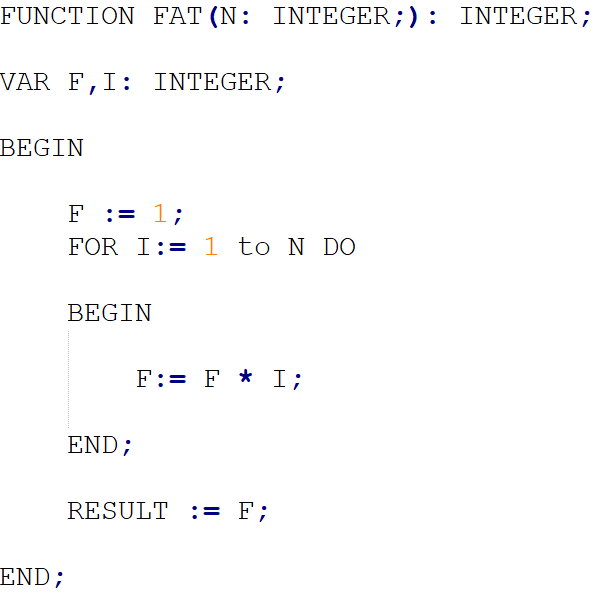 FUNCTION FAT(N: INTEGER;): INTEGER;
VAR F,I: INTEGER;
BEGIN
F := 1;
FOR I:= 1 to N DO
BEGIN
F:= F * I;
END;
RESULT := F;
END;